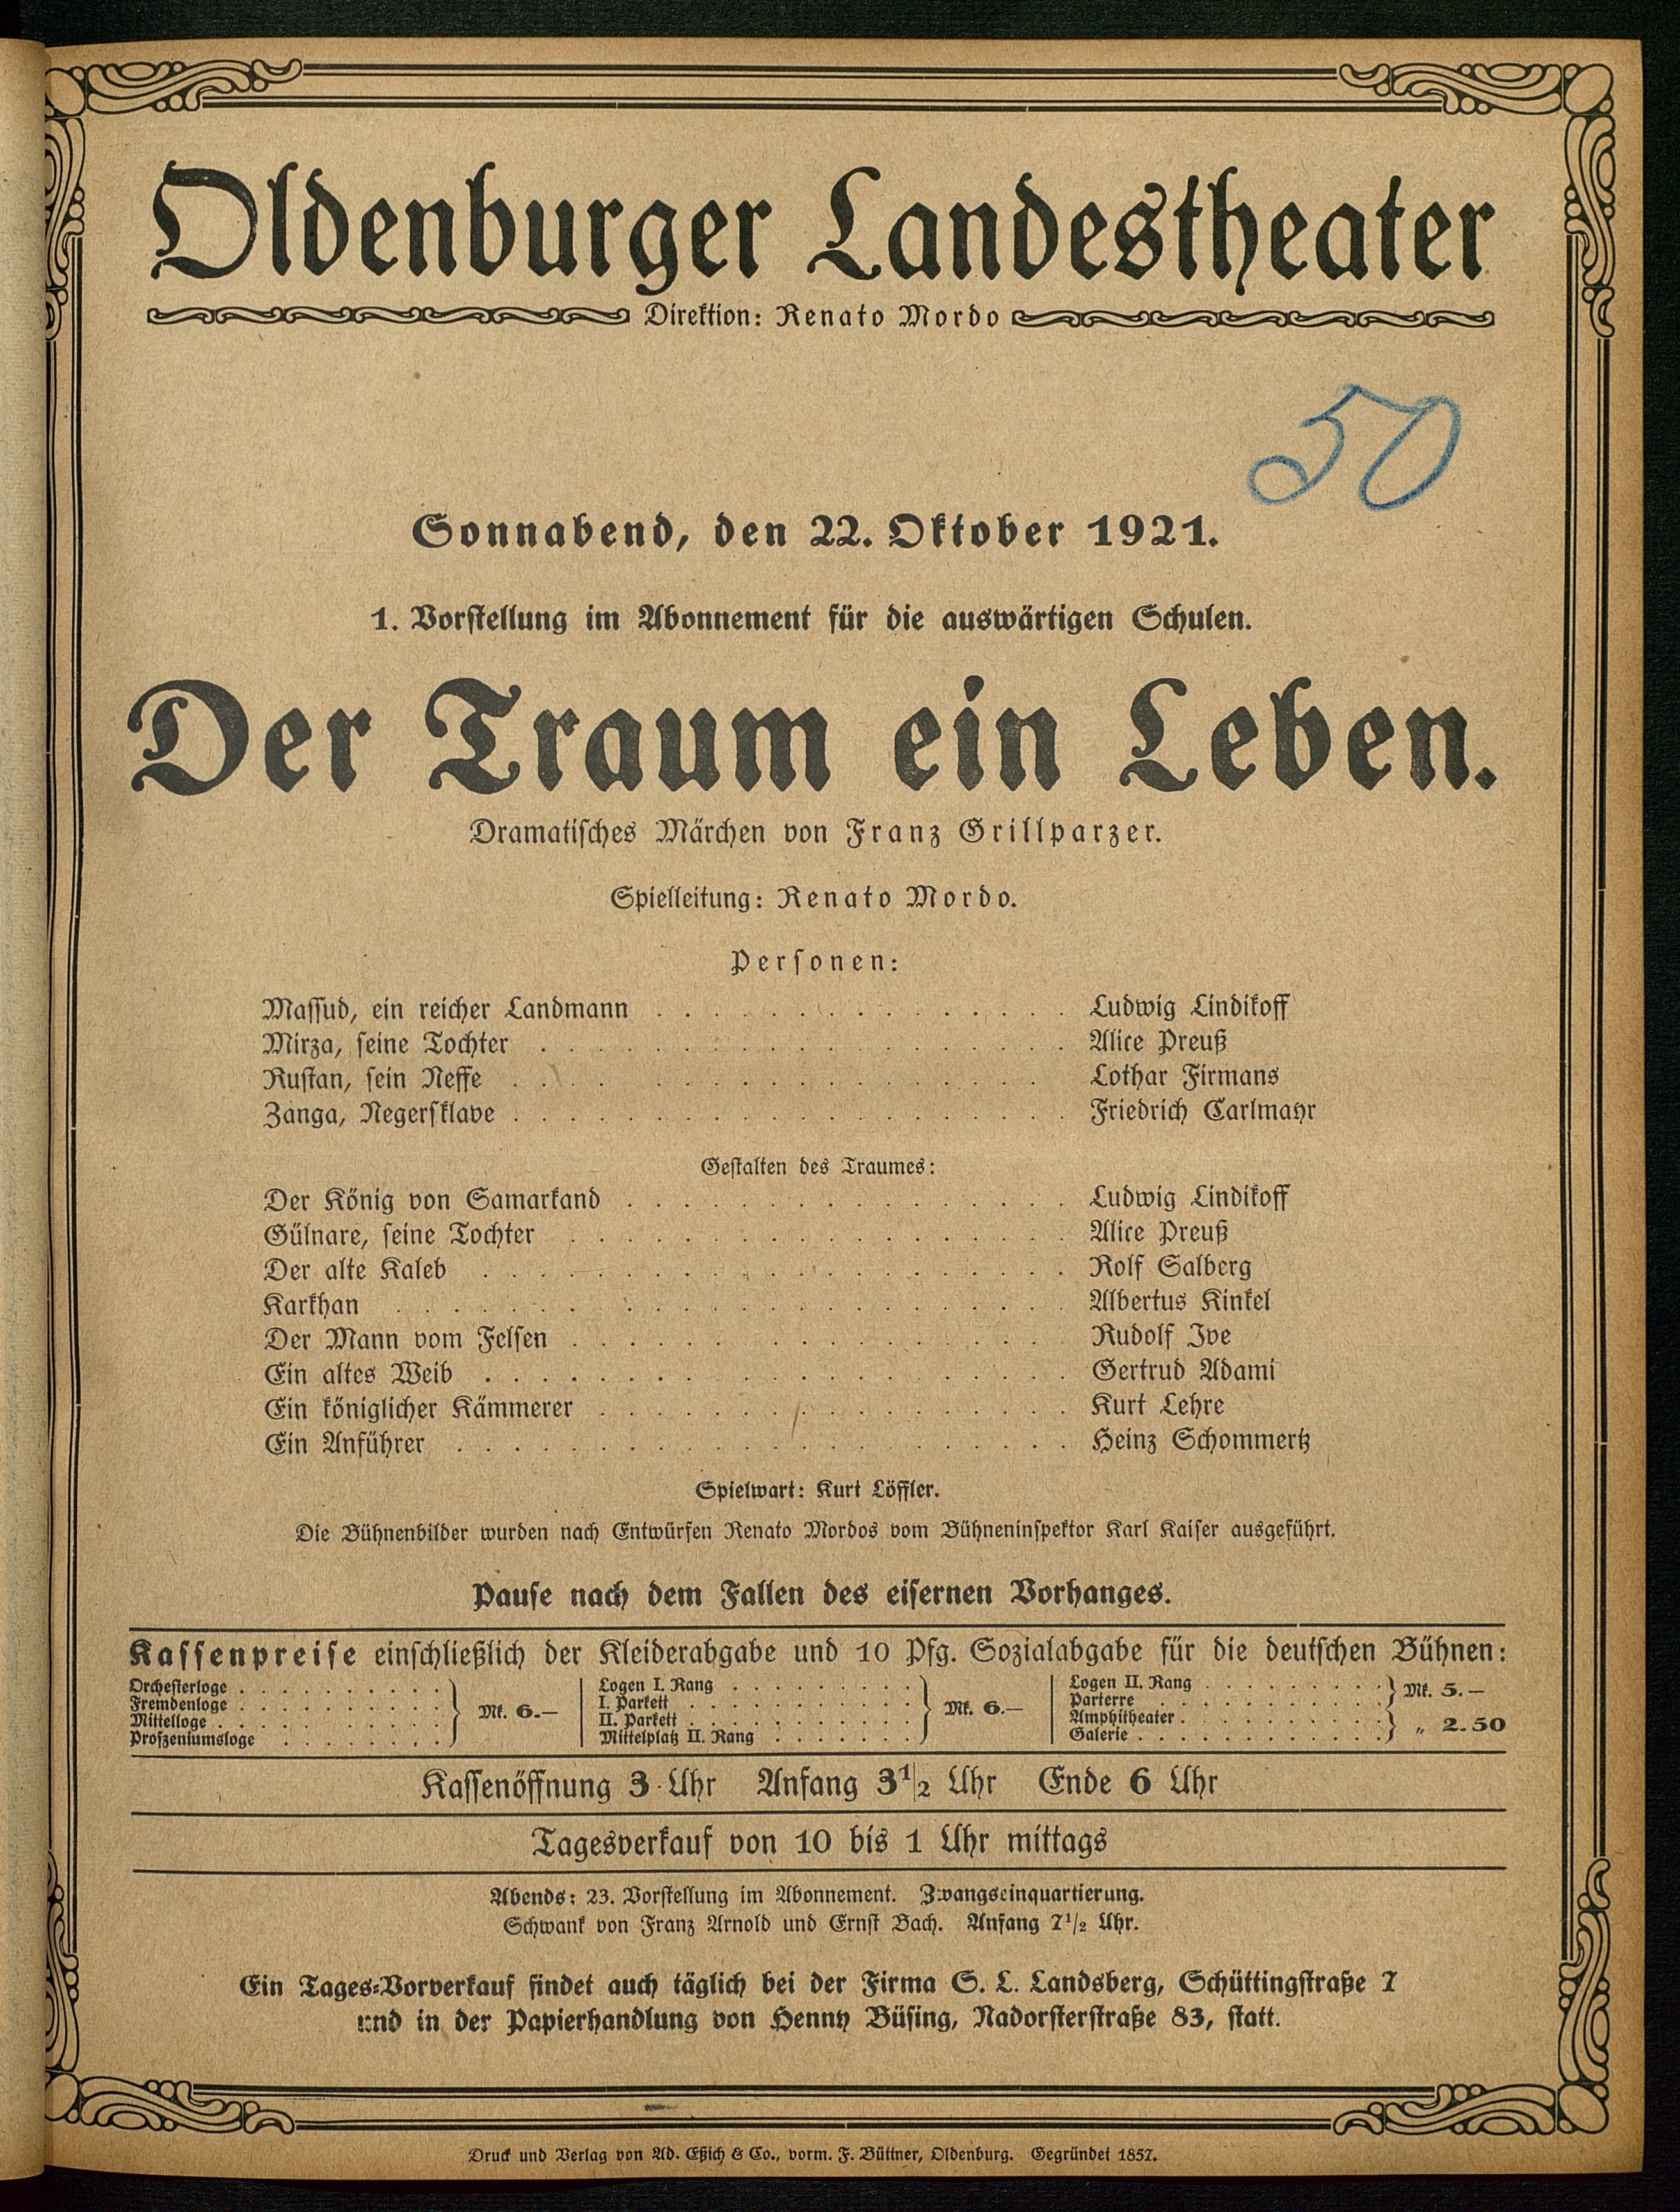 Oldenburger Landestheater
Direktion: Renato Mordo
50
Sonnabend, den 22. Oktober 1921.
1. Vorstellung im Abonnement für die auswärtigen Schulen.
Der Traum ein Leben.
Dramatisches Märchen von Franz Grillparzer.
Spielleitung: Renato Mordo.
Personen:
Massud, ein reicher Landmann . . . . . Ludwig Lindikoff
Mirza, seine Tochter . . . . . Alice Preuß
Rustan, sein Neffe . . . . . Lothar Firmans
Zanga, Negersklave . . . . . Friedrich Carlmayr
Gestalten des Traumes:
Der König von Samarkand . . . . . Ludwig Lindikoff
Gülnare, seine Tochter . . . . . Alice Preuß
Der alte Kaleb . . . . . Rolf Salberg
Karkhan . . . . . Albertus Kinkel
Der Mann vom Felsen . . . . . Rudolf Ive
Ein altes Weib . . . . . Gertrud Adami
Ein königlicher Kämmerer . . . . . Kurt Lehre
Ein Anführer . . . . . Heinz Schommertz
Spielwart: Kurt Löffler.
Die Bühnenbilder wurden nach Entwürfen Renato Mordos vom Bühneninspektor Karl Kaiser ausgeführt.
Pause nach dem Fallen des eisernen Vorhanges.
Kassenpreise einschließlich der Kleiderabgabe und 10 Pfg. Sozialabgabe für die deutschen Bühnen:
Orchesterloge . . . . .
Fremdenloge . . . . .
Mittelloge . . . . .
Proszeniumsloge . . . . .
Mk. 6.—
Logen I. Rang . . . . .
I. Parkett . . . . .
II. Parkett . . . . .
Mittelplatz II. Rang . . . . .
Mk. 6.—
Logen II. Rang . . . . .
Parterre . . . . .
Mk. 5.—
Amphitheater . . . . .
Galerie . . . . .
„ 2.50
Kassenöffnung 3 Uhr Anfang 3 1/2 Uhr Ende 6 Uhr
Tagesverkauf von 10 bis 1 Uhr mittags
Abends: 23. Vorstellung im Abonnement. Zwangseinquartierung.
Schwank von Franz Arnold und Ernst Bach. Anfang 7 1/2 Uhr.
Ein Tages-Vorverkauf findet auch täglich bei der Firma S. L. Landsberg, Schüttingstraße 7
und in der Papierhandlung von Henny Büsing, Nadorsterstraße 83, statt.
Druck und Verlag von Ad. Eßich & Co., vorm. F. Büttner, Oldenburg. Gegründet 1857.